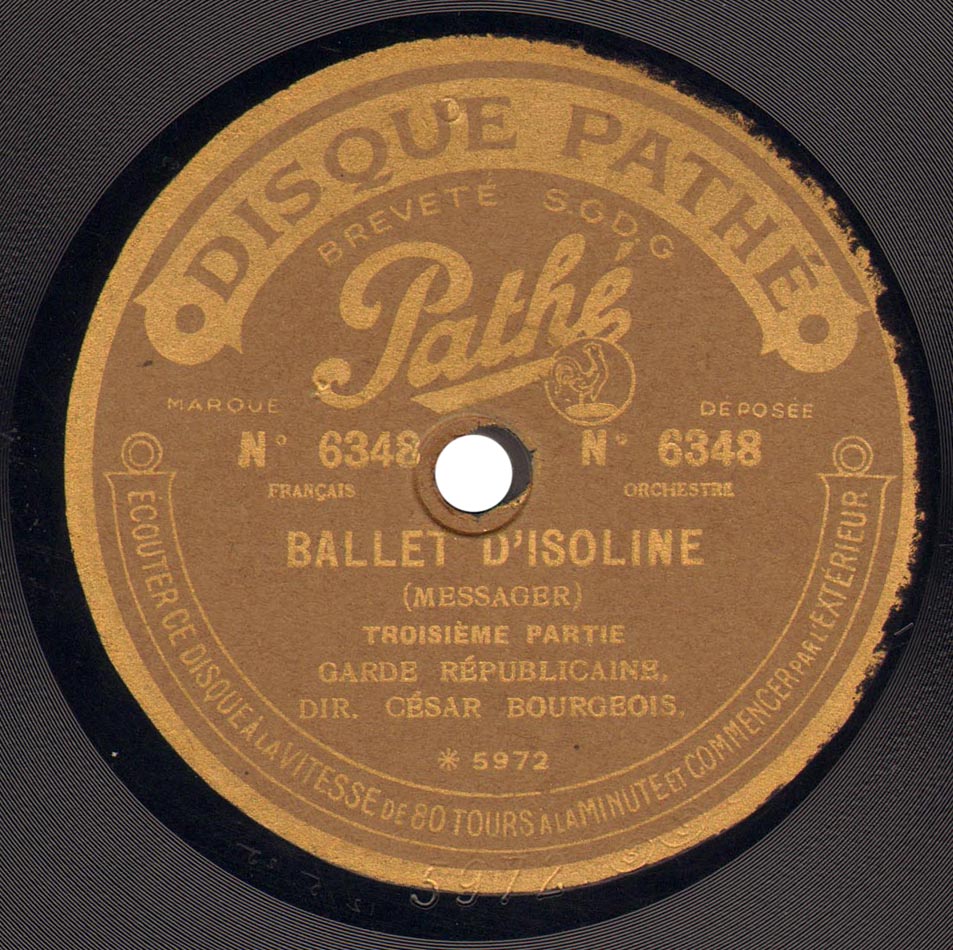 DISQUE PATHÉ
BREVETÉ S.G.D.G
Pathé
MARQUE DEPOSÉE
N° 6348 N° 6348
FRANÇAIS ORCHESTRE
BALLET D'ISOLINE
(MESSAGER)
TROISIÈME PARTIE
GARDE RÉPUBLICAINE,
DIR. CÉSAR BOURGEOIS.
* 5972
ÉCOUTER CE DISQUE A LA VITESSE DE 80 TOURS A LA MINUTE ET COMMENCER PAR L'EXTÉRIEUR
5972